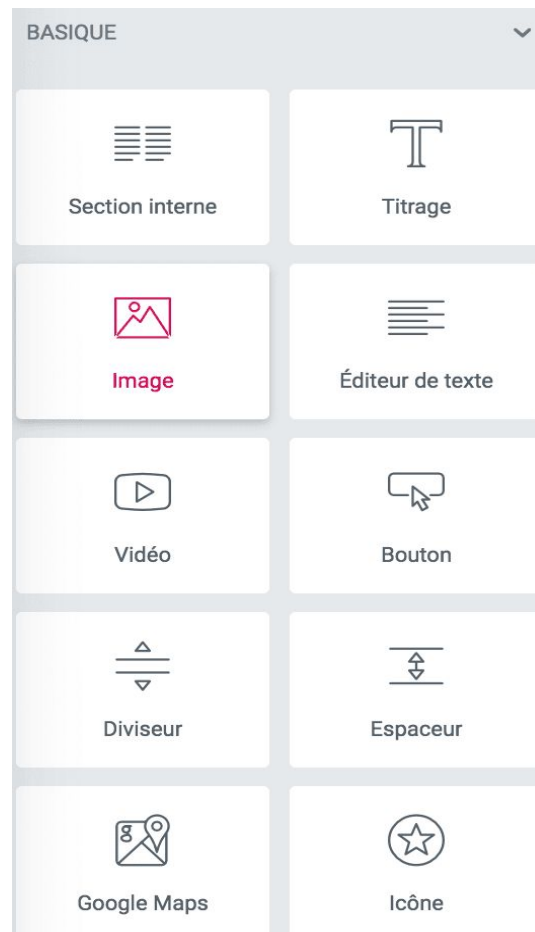 BASIQUE
Section interne
Titrage
Image
Éditeur de texte
Vidéo
Bouton
Diviseur
Espaceur
Google Maps
Icône